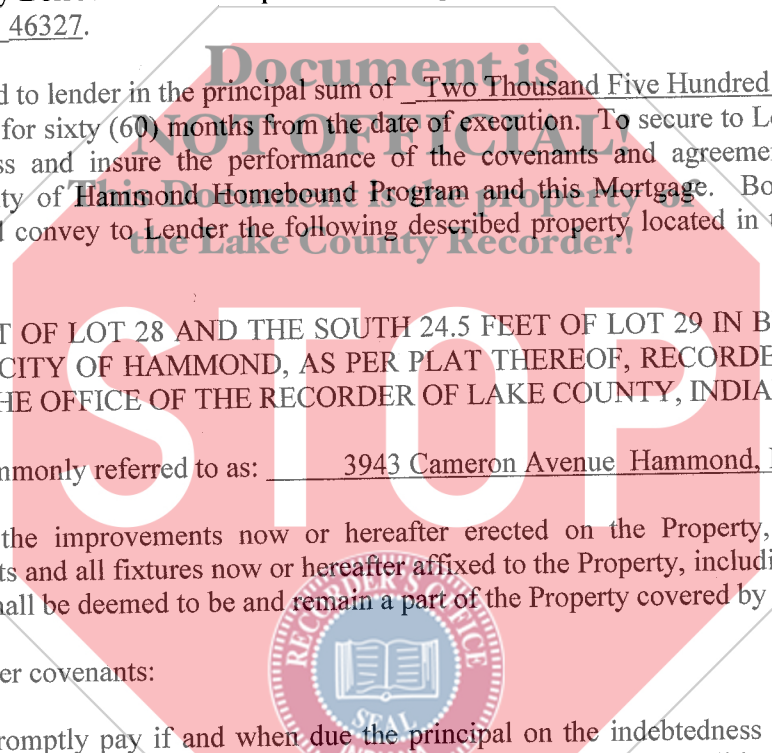 46327.
Document is
d to lender in the principal sum of Two Thousand Five Hundred
for sixty (60) months from the date of execution. To secure to L
NOT OFFICIAL!
ss and insure the performance of the covenants and agreeme
This Document is the property of
ty of Hammond Homebound Program and this Mortgage. Bo
the Lake County Recorder!
convey to Lender the following described property located in
STOP
T OF LOT 28 AND THE SOUTH 24.5 FEET OF LOT 29 IN B
CITY OF HAMMOND, AS PER PLAT THEREOF, RECORDE
HE OFFICE OF THE RECORDER OF LAKE COUNTY, INDIA
mmonly referred to as: 3943 Cameron Avenue Hammond,
the improvements now or hereafter erected on the Property,
ts and all fixtures now or hereafter affixed to the Property, includi
hall be deemed to be and remain a part of the Property covered by
RECORDER'S OFFICE
SEAL
er covenants:
romptly pay if and when due the principal on the indebtedness